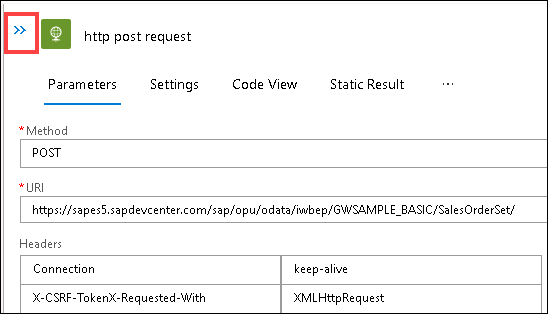 http post request
Parameters Settings Code View Static Result ...
* Method
POST
* URI
https://sapes5.sapdevcenter.com/sap/opu/odata/iwbep/GWSAMPLE_BASIC/SalesOrderSet/
Headers
Connection keep-alive
X-CSRF-TokenX-Requested-With XMLHttpRequest